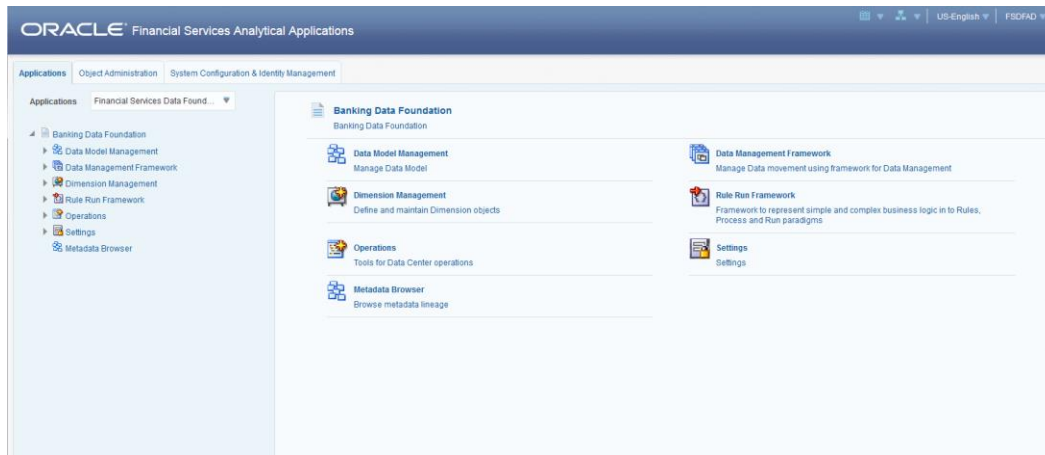 ORACLE Financial Services Analytical Applications
US-English FSDFAD
Applications Object Administration System Configuration & Identity Management
Applications Financial Services Data Found...
Banking Data Foundation
Data Model Management
Data Management Framework
Dimension Management
Rule Run Framework
Operations
Settings
Metadata Browser
Banking Data Foundation
Banking Data Foundation
Data Model Management
Manage Data Model
Data Management Framework
Manage Data movement using framework for Data Management
Dimension Management
Define and maintain Dimension objects
Rule Run Framework
Framework to represent simple and complex business logic in to Rules,
Process and Run paradigms
Operations
Tools for Data Center operations
Settings
Settings
Metadata Browser
Browse metadata lineage